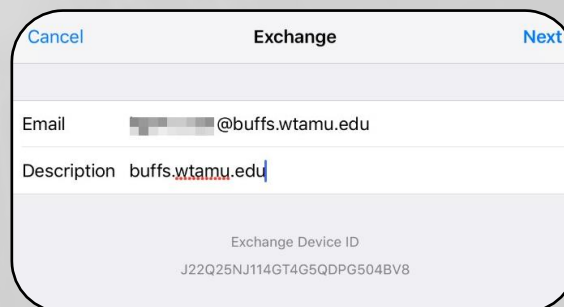 Cancel Exchange Next
Email @buffs.wtamu.edu
Description buffs.wtamu.edu
Exchange Device ID
J22Q25NJ114GT4G5QDPG504BV8